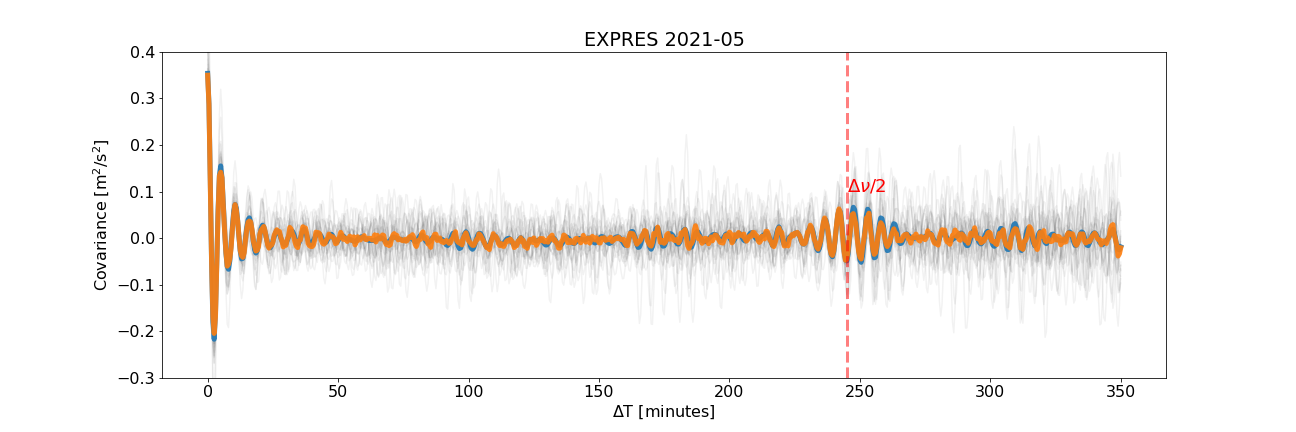 EXPRES 2021-05
Covariance [m²/s²]
0.4
0.3
0.2
0.1
0.0
−0.1
−0.2
−0.3
Δν/2
0 50 100 150 200 250 300 350
ΔT [minutes]